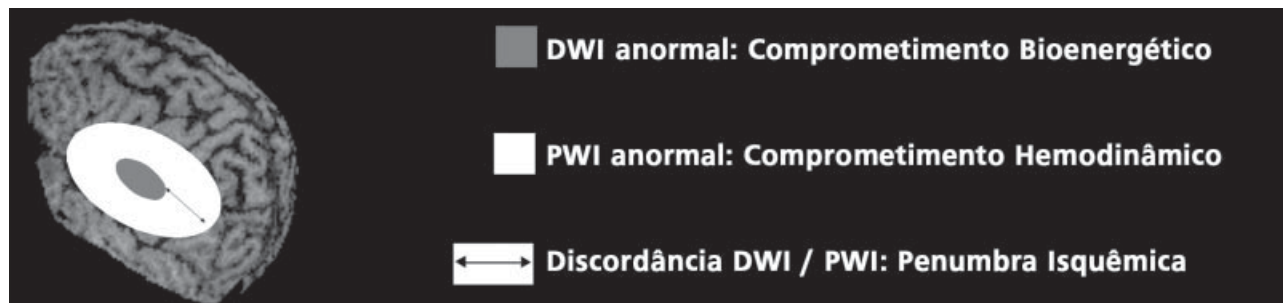 DWI anormal: Comprometimento Bioenergético
PWI anormal: Comprometimento Hemodinâmico
Discordância DWI / PWI: Penumbra Isquêmica